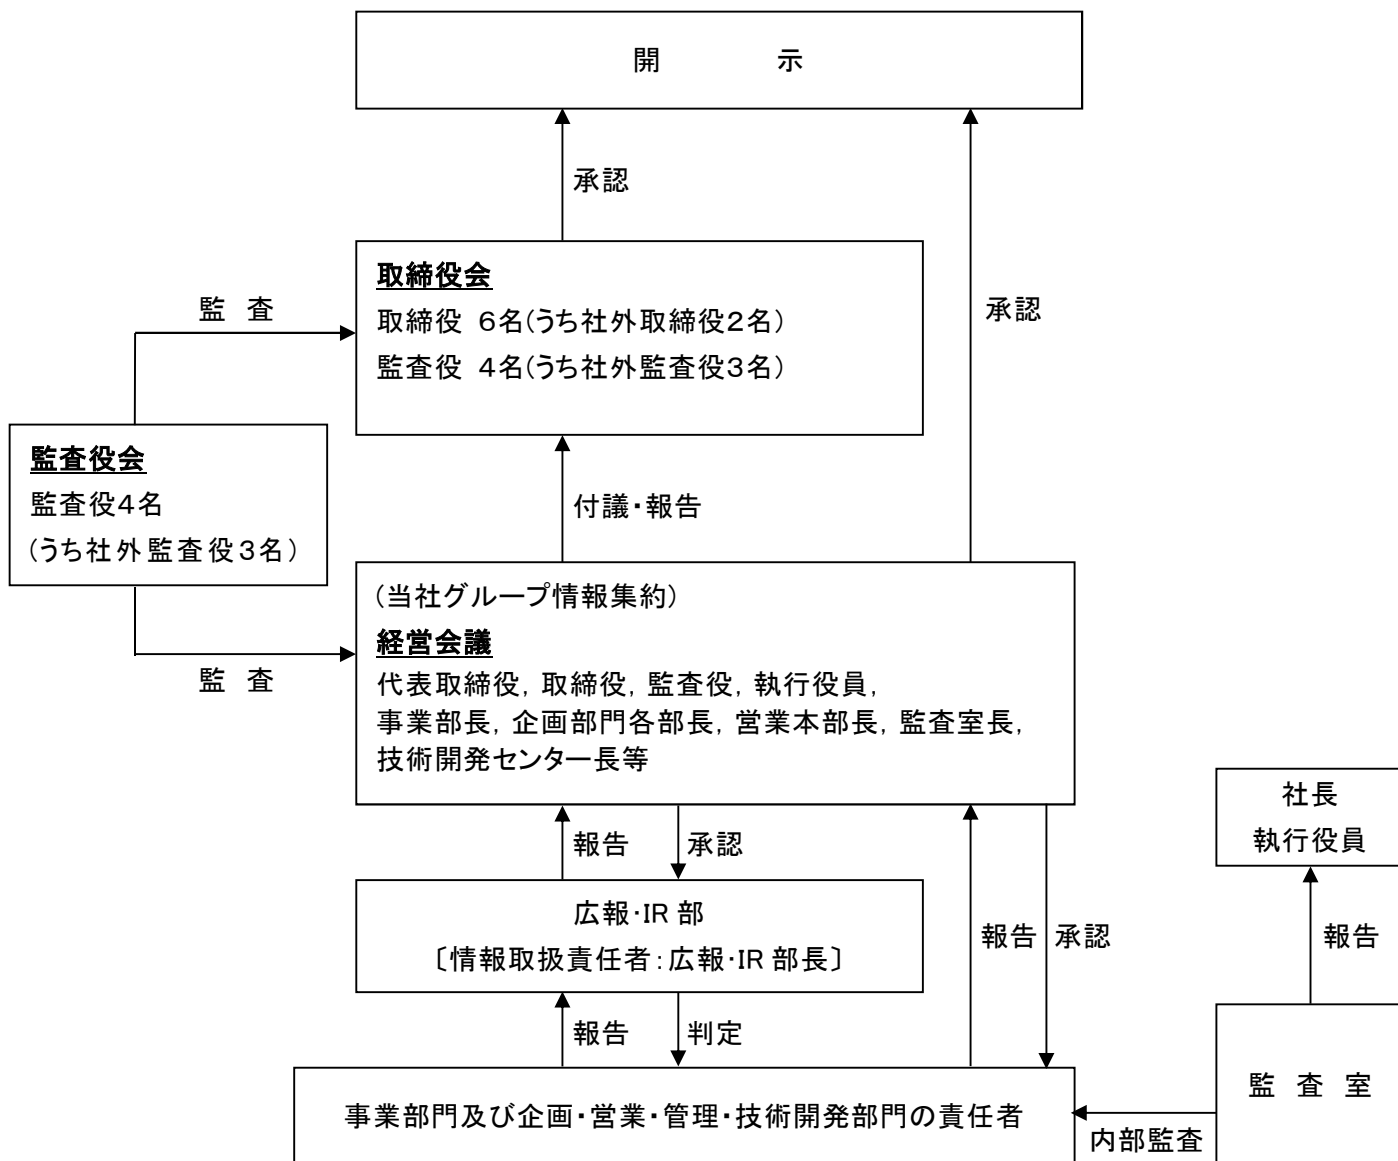 開　　　示
承認
取締役会
取締役 6名(うち社外取締役2名)
監査役 4名(うち社外監査役3名)
監 査
承認
監査役会
監査役4名
(うち社外監査役3名)
付議・報告
(当社グループ情報集約)
経営会議
代表取締役, 取締役, 監査役, 執行役員,
事業部長, 企画部門各部長, 営業本部長, 監査室長,
技術開発センター長等
監 査
社長
執行役員
報告
承認
広報・IR 部
〔情報取扱責任者：広報・IR 部長〕
報告
承認
報告
報告
判定
事業部門及び企画・営業・管理・技術開発部門の責任者
監 査 室
内部監査